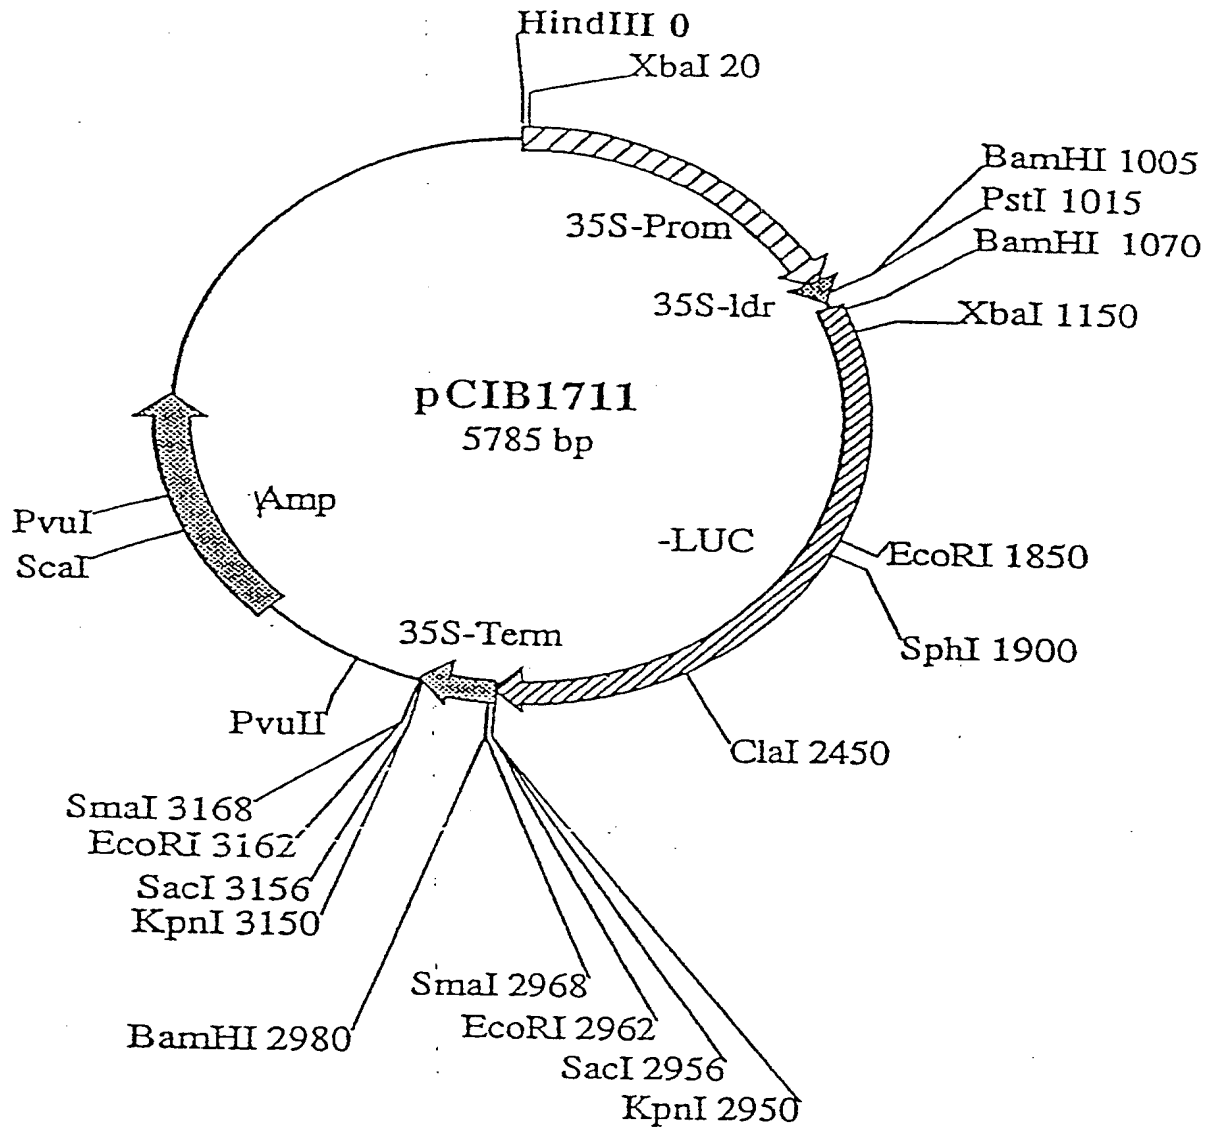 HindIII 0
XbaI 20
BamHI 1005
PstI 1015
BamHI 1070
XbaI 1150
35S-Prom
35S-ldr
pCIB1711
5785 bp
Amp
PvuI
ScaI
-LUC
EcoRI 1850
SphI 1900
35S-Term
PvuII
ClaI 2450
SmaI 3168
EcoRI 3162
SacI 3156
KpnI 3150
BamHI 2980
SmaI 2968
EcoRI 2962
SacI 2956
KpnI 2950